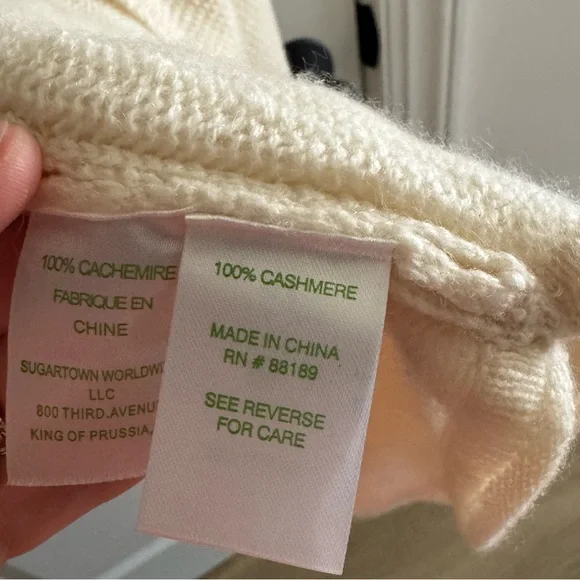 100% CACHEMIRE
FABRIQUE EN
CHINE
SUGARTOWN WORLDWI
LLC
800 THIRD.AVENU
KING OF PRUSSIA,
100% CASHMERE
MADE IN CHINA
RN # 88189
SEE REVERSE
FOR CARE